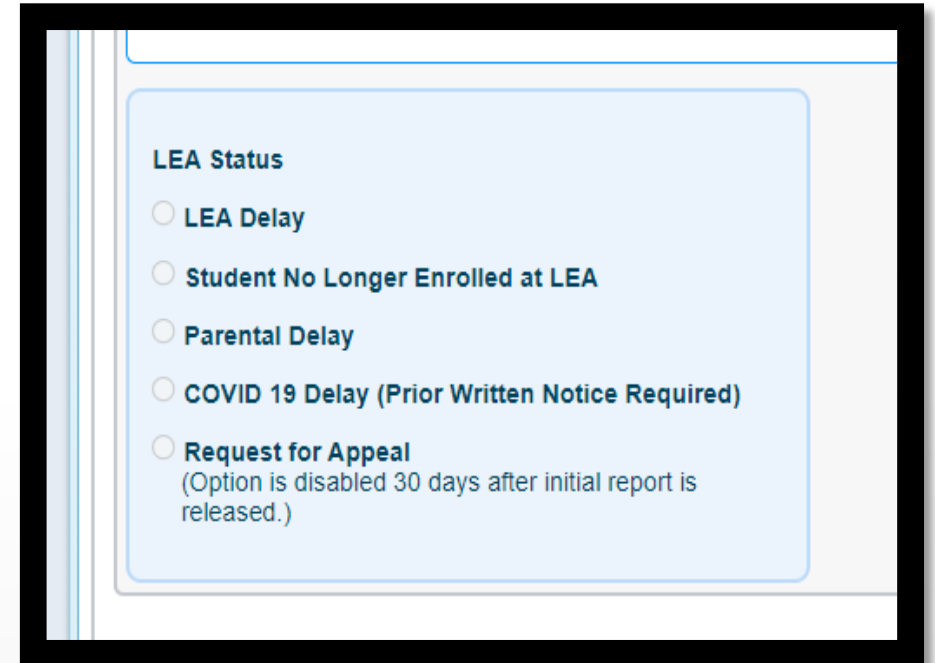 LEA Status
LEA Delay
Student No Longer Enrolled at LEA
Parental Delay
COVID 19 Delay (Prior Written Notice Required)
Request for Appeal
(Option is disabled 30 days after initial report is
released.)